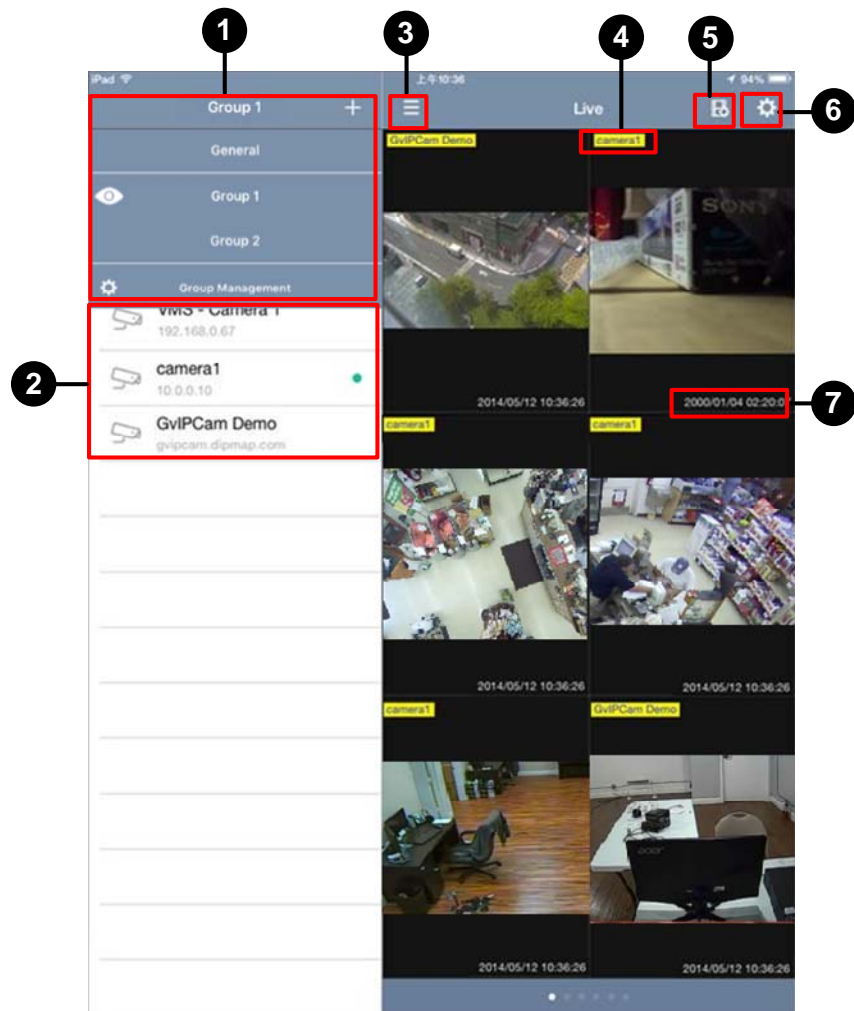 1
3
4
5
iPad
上午10:36
94%
Group 1 +
Live
6
GvIPCam Demo
camera1
General
Group 1
SONY
Group 2
Group Management
VMS - Camera 1
192.168.0.67
2
camera1
10.0.0.10
2014/05/12 10:36:26
2000/01/04 02:20:07
7
GvIPCam Demo
gvipcam.dipmap.com
camera1
camera1
2014/05/12 10:36:26
2014/05/12 10:36:26
camera1
GvIPCam Demo
acer
2014/05/12 10:36:26
2014/05/12 10:36:26